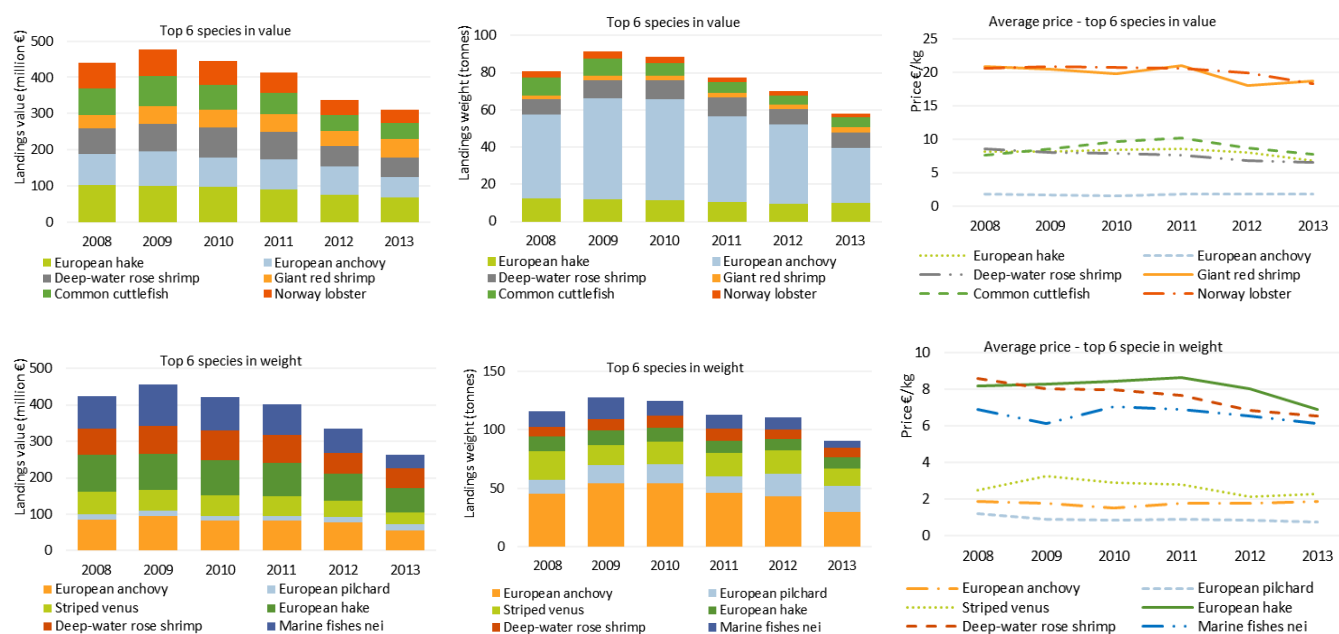 Top 6 species in value
Landings value (million €)
500
400
300
200
100
0
2008 2009 2010 2011 2012 2013
European hake European anchovy
Deep-water rose shrimp Giant red shrimp
Common cuttlefish Norway lobster
Top 6 species in value
Landings weight (tonnes)
100
80
60
40
20
0
2008 2009 2010 2011 2012 2013
European hake European anchovy
Deep-water rose shrimp Giant red shrimp
Common cuttlefish Norway lobster
Average price - top 6 species in value
Price €/kg
25
20
15
10
5
0
2008 2009 2010 2011 2012 2013
European hake European anchovy
Deep-water rose shrimp Giant red shrimp
Common cuttlefish Norway lobster
Top 6 species in weight
Landings value (million €)
500
400
300
200
100
0
2008 2009 2010 2011 2012 2013
European anchovy European pilchard
Striped venus European hake
Deep-water rose shrimp Marine fishes nei
Top 6 species in weight
Landings weight (tonnes)
150
100
50
0
2008 2009 2010 2011 2012 2013
European anchovy European pilchard
Striped venus European hake
Deep-water rose shrimp Marine fishes nei
Average price - top 6 specie in weight
Price €/kg
10
8
6
4
2
0
2008 2009 2010 2011 2012 2013
European anchovy European pilchard
Striped venus European hake
Deep-water rose shrimp Marine fishes nei